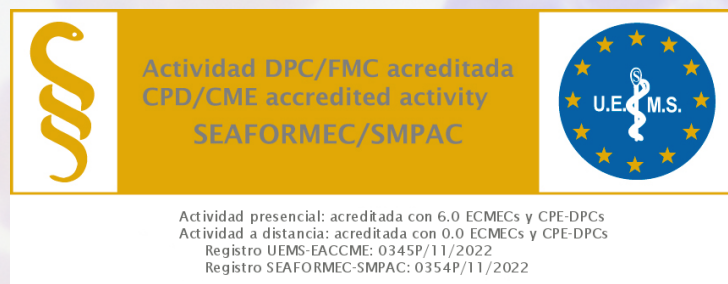 Actividad DPC/FMC acreditada
CPD/CME accredited activity
SEAFORMEC/SMPAC
U.E.M.S.
Actividad presencial: acreditada con 6.0 ECMECs y CPE-DPCs
Actividad a distancia: acreditada con 0.0 ECMECs y CPE-DPCs
Registro UEMS-EACCME: 0345P/11/2022
Registro SEAFORMEC-SMPAC: 0354P/11/2022